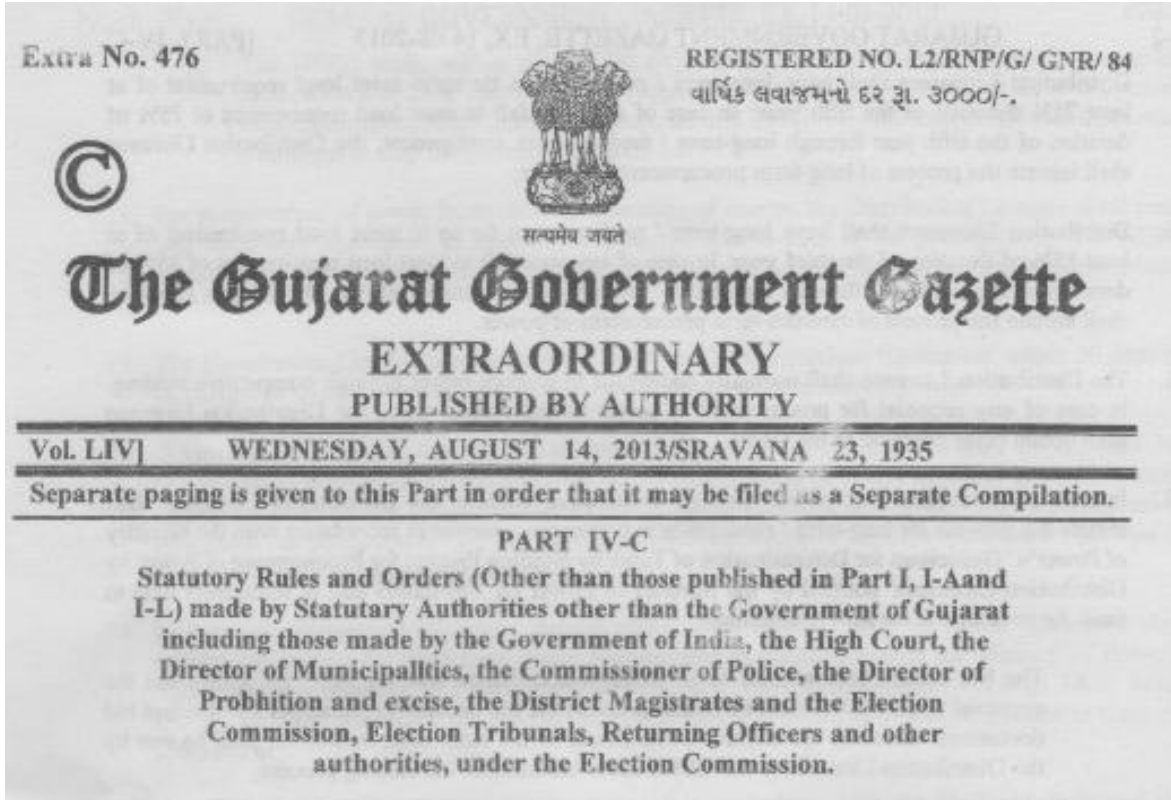 Extra No. 476
REGISTERED NO. L2/RNP/G/ GNR/ 84
વાર્ષિક લવાજમનો દર રૂા. ૩૦૦૦/-.
©
सत्यमेव जयते
The Gujarat Government Gazette
EXTRAORDINARY
PUBLISHED BY AUTHORITY
Vol. LIV] WEDNESDAY, AUGUST 14, 2013/SRAVANA 23, 1935
Separate paging is given to this Part in order that it may be filed as a Separate Compilation.
PART IV-C
Statutory Rules and Orders (Other than those published in Part I, I-Aand
I-L) made by Statutary Authorities other than the Government of Gujarat
including those made by the Government of India, the High Court, the
Director of Municipallties, the Commissioner of Police, the Director of
Probhition and excise, the District Magistrates and the Election
Commission, Election Tribunals, Returning Officers and other
authorities, under the Election Commission.